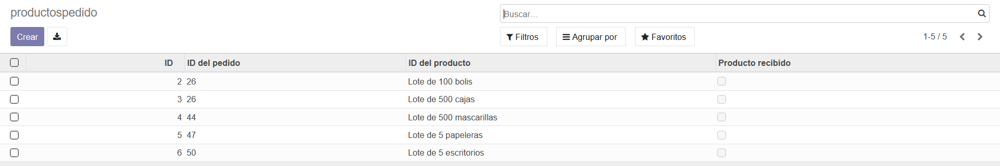 productospedido
Buscar...
Crear
Filtros Agrupar por Favoritos 1-5 / 5
ID ID del pedido ID del producto Producto recibido
2 26 Lote de 100 bolis
3 26 Lote de 500 cajas
4 44 Lote de 500 mascarillas
5 47 Lote de 5 papeleras
6 50 Lote de 5 escritorios